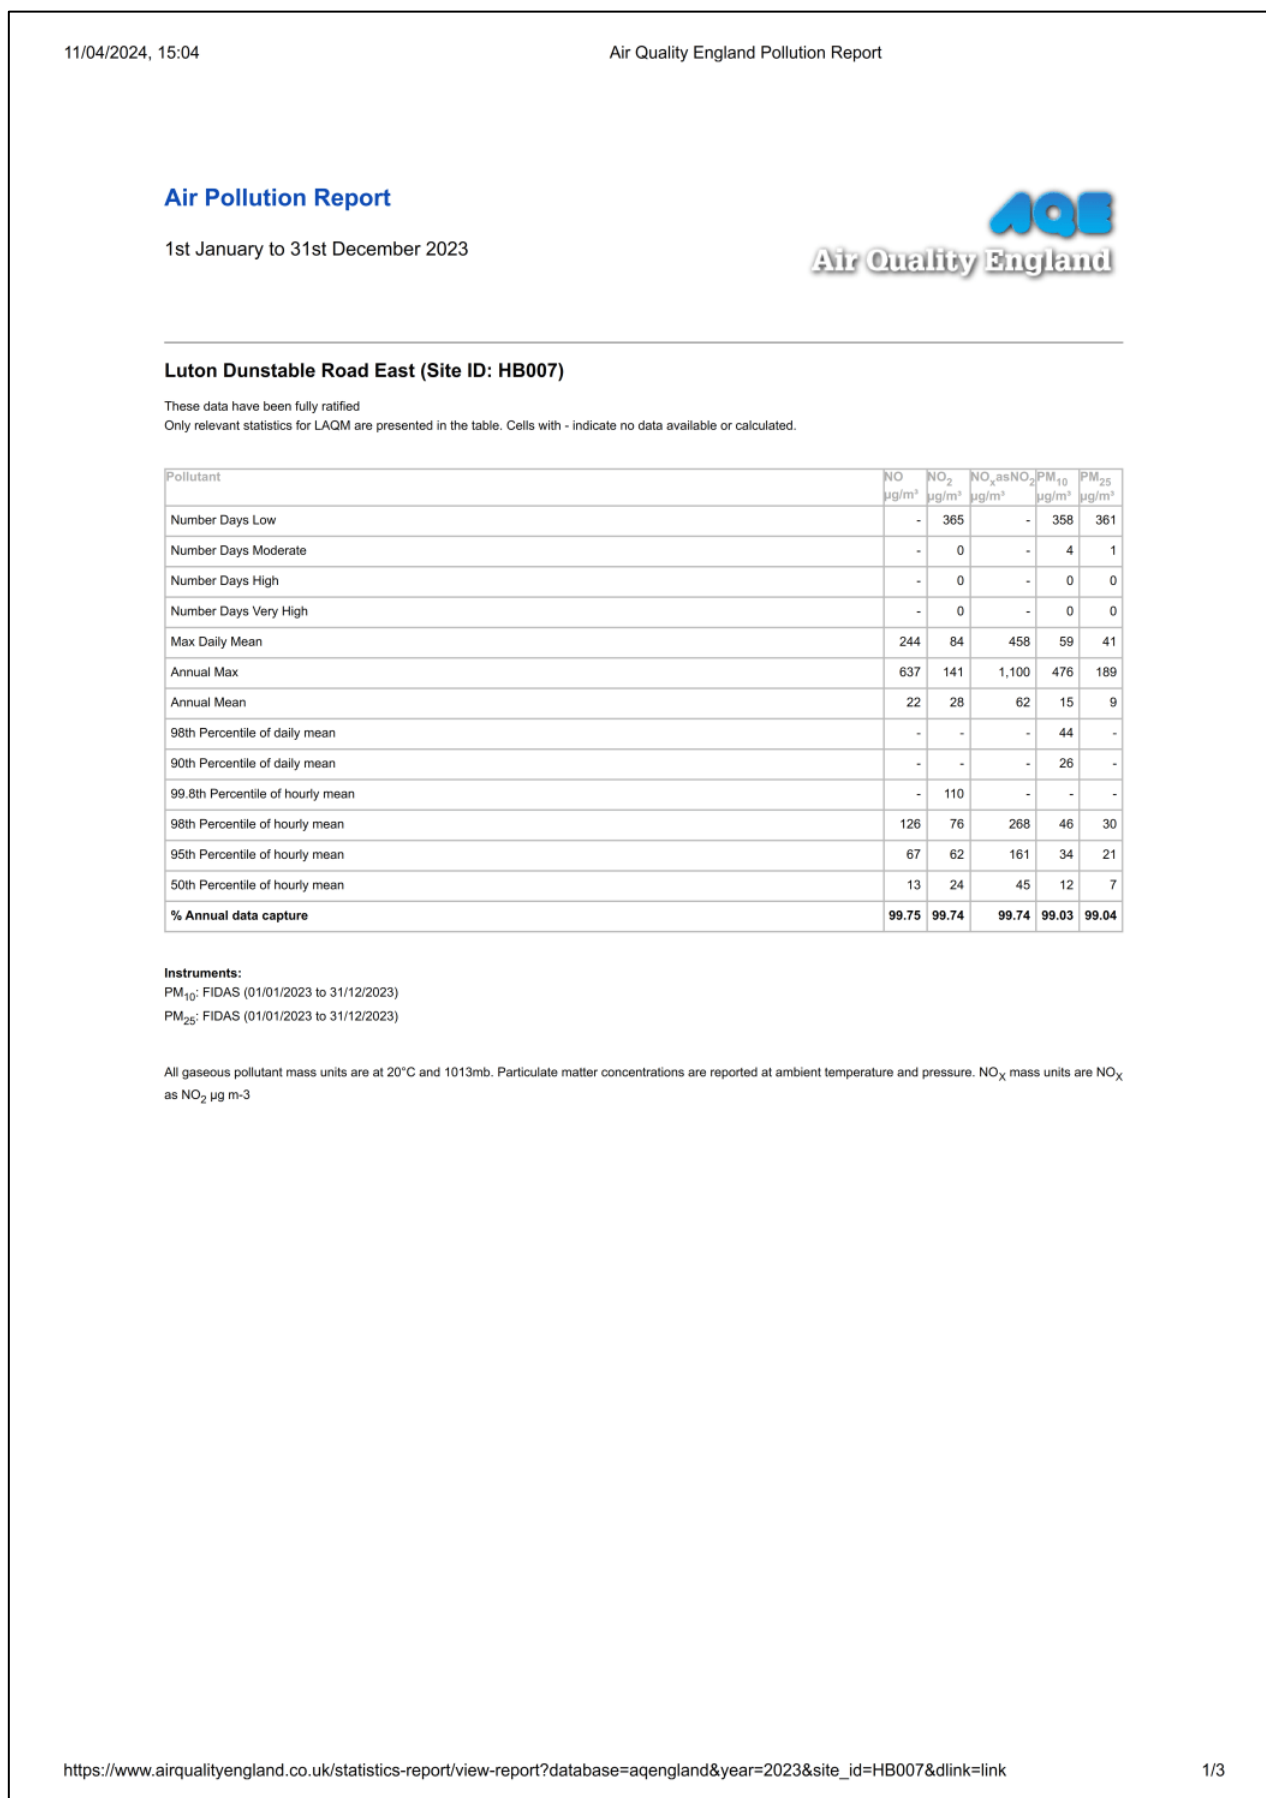 11/04/2024, 15:04 Air Quality England Pollution Report
Air Pollution Report
1st January to 31st December 2023
AQE
Air Quality England
Luton Dunstable Road East (Site ID: HB007)
These data have been fully ratified
Only relevant statistics for LAQM are presented in the table. Cells with - indicate no data available or calculated.
Pollutant NO µg/m³ NO2 µg/m³ NOxasNO2 µg/m³ PM10 µg/m³ PM25 µg/m³
Number Days Low - 365 - 358 361
Number Days Moderate - 0 - 4 1
Number Days High - 0 - 0 0
Number Days Very High - 0 - 0 0
Max Daily Mean 244 84 458 59 41
Annual Max 637 141 1,100 476 189
Annual Mean 22 28 62 15 9
98th Percentile of daily mean - - - 44 -
90th Percentile of daily mean - - - 26 -
99.8th Percentile of hourly mean - 110 - - -
98th Percentile of hourly mean 126 76 268 46 30
95th Percentile of hourly mean 67 62 161 34 21
50th Percentile of hourly mean 13 24 45 12 7
% Annual data capture 99.75 99.74 99.74 99.03 99.04
Instruments:
PM10: FIDAS (01/01/2023 to 31/12/2023)
PM25: FIDAS (01/01/2023 to 31/12/2023)
All gaseous pollutant mass units are at 20°C and 1013mb. Particulate matter concentrations are reported at ambient temperature and pressure. NOX mass units are NOX
as NO2 µg m-3
https://www.airqualityengland.co.uk/statistics-report/view-report?database=aqengland&year=2023&site_id=HB007&dlink=link 1/3